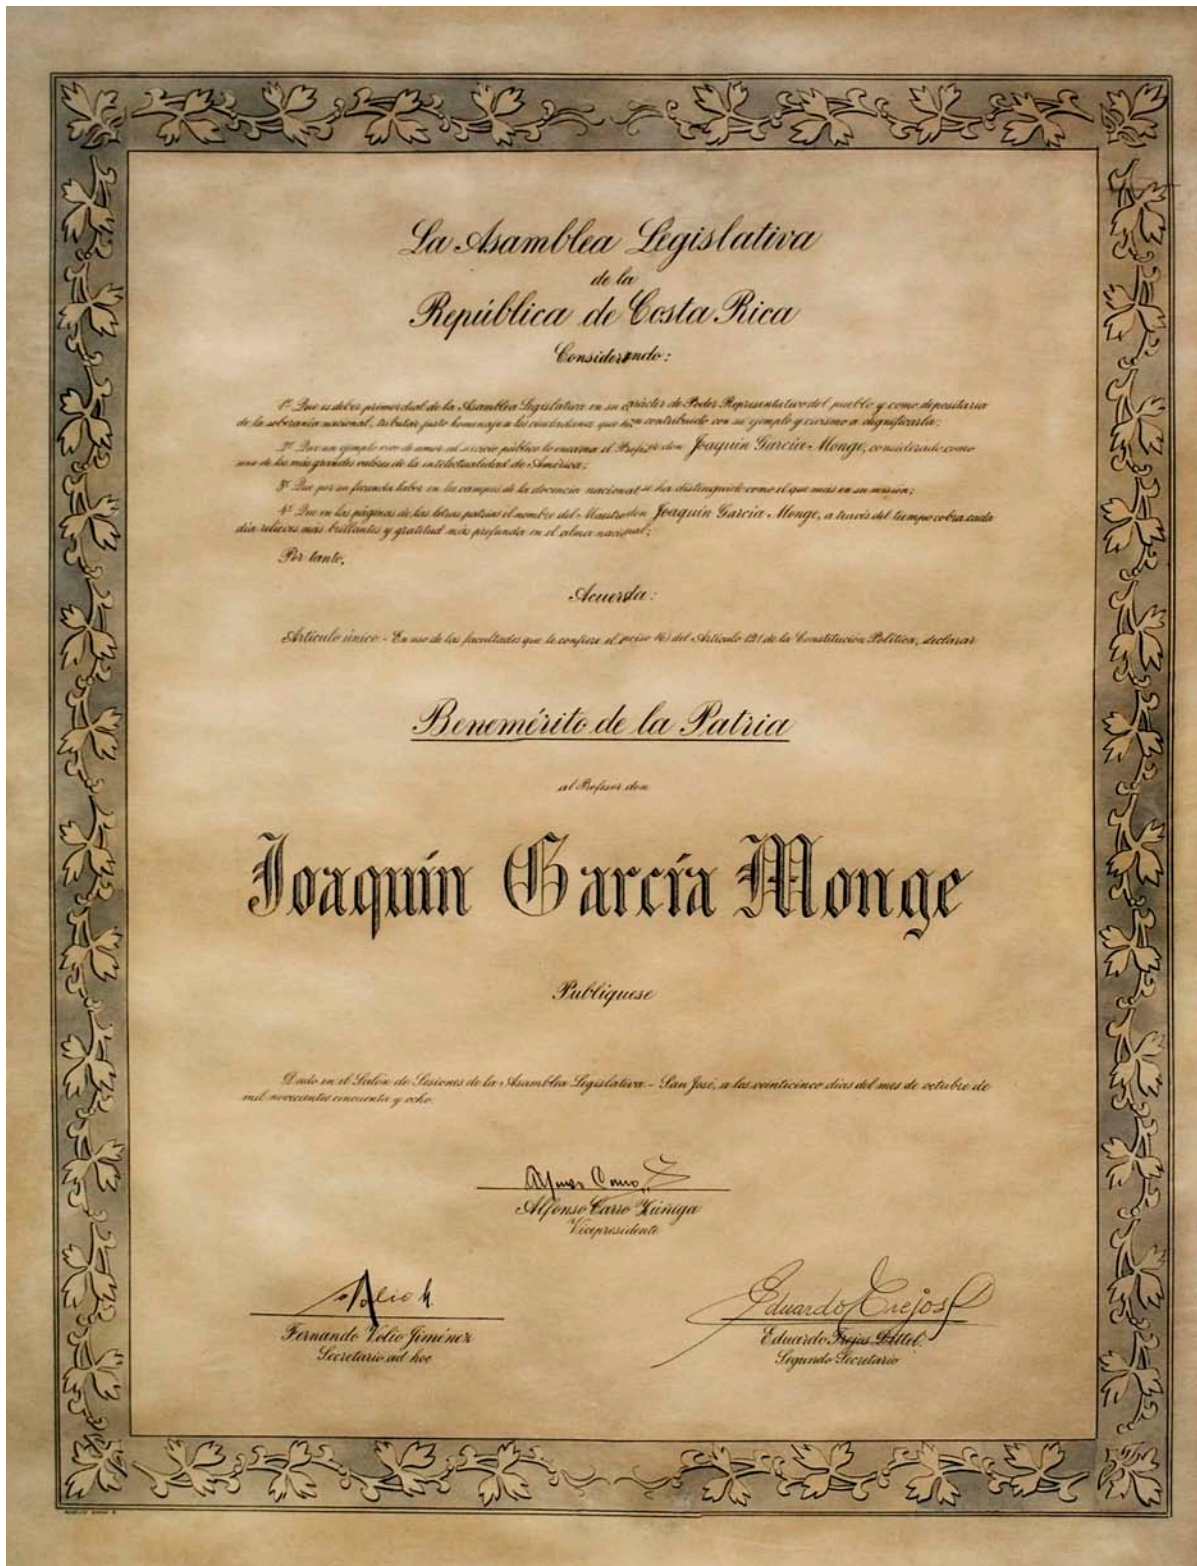 La Asamblea Legislativa
de la
República de Costa Rica
Considerando:
1º Que es deber primordial de la Asamblea Legislativa en su carácter de Poder Representativo del pueblo y como depositaria
de la soberanía nacional, tributar justo homenaje a los ciudadanos que han contribuido con su ejemplo y civismo a dignificarla;
2º Que un ejemplo vivo de amor al servicio público lo encarna el Profesor don Joaquín García Monge, considerado como
uno de los más grandes valores de la intelectualidad de América;
3º Que por su fecunda labor en los campos de la docencia nacional se ha distinguido como el que más en su misión;
4º Que en las páginas de las letras patrias el nombre del Maestro don Joaquín García Monge, a través del tiempo cobra cada
día relieves más brillantes y gratitud más profunda en el alma nacional;
Por tanto,
Acuerda:
Artículo único - En uso de las facultades que le confiere el inciso 16) del Artículo 121 de la Constitución Política, declarar
Benemérito de la Patria
al Profesor don
Joaquín García Monge
Publíquese
Dado en el Salón de Sesiones de la Asamblea Legislativa - San José, a los veinticinco días del mes de octubre de
mil novecientos cincuenta y ocho.
Alfonso Carro Z
Alfonso Carro Zúñiga
Vicepresidente
Volio
Eduardo Trejos D
Fernando Volio Jiménez
Eduardo Trejos Dittel
Secretario ad hoc
Segundo Secretario